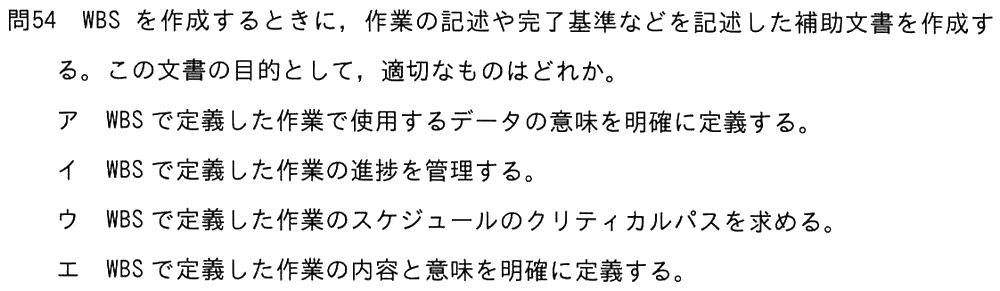 問54 WBS を作成するときに，作業の記述や完了基準などを記述した補助文書を作成す
る。この文書の目的として，適切なものはどれか。
ア WBS で定義した作業で使用するデータの意味を明確に定義する。
イ WBS で定義した作業の進捗を管理する。
ウ WBS で定義した作業のスケジュールのクリティカルパスを求める。
エ WBS で定義した作業の内容と意味を明確に定義する。